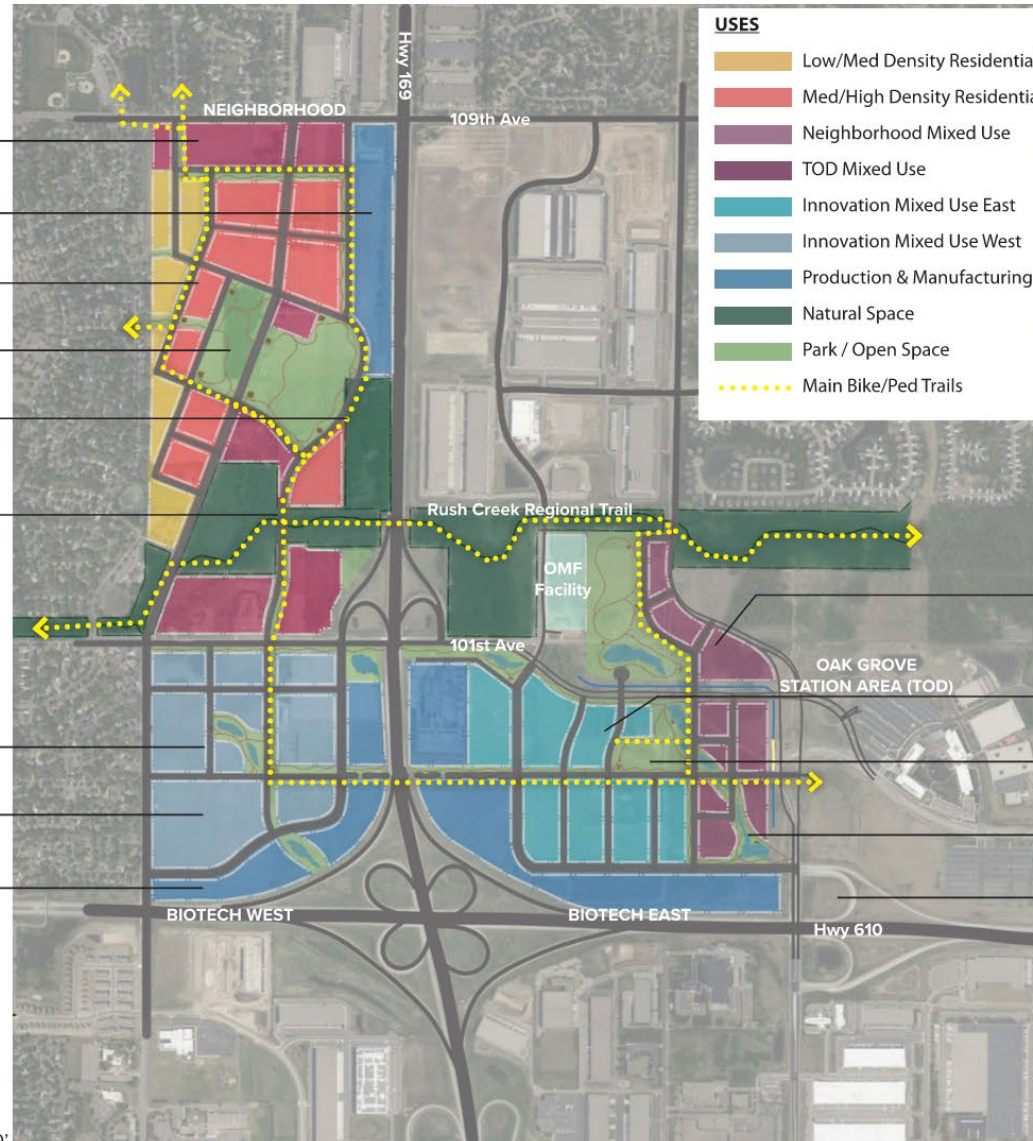 USES
Low/Med Density Residentia
Med/High Density Residentia
Neighborhood Mixed Use
TOD Mixed Use
Innovation Mixed Use East
Innovation Mixed Use West
Production & Manufacturing
Natural Space
Park / Open Space
Main Bike/Ped Trails
Hwy 169
NEIGHBORHOOD
109th Ave
Rush Creek Regional Trail
OMF
Facility
101st Ave
OAK GROVE
STATION AREA (TOD)
BIOTECH WEST
BIOTECH EAST
Hwy 610
0'